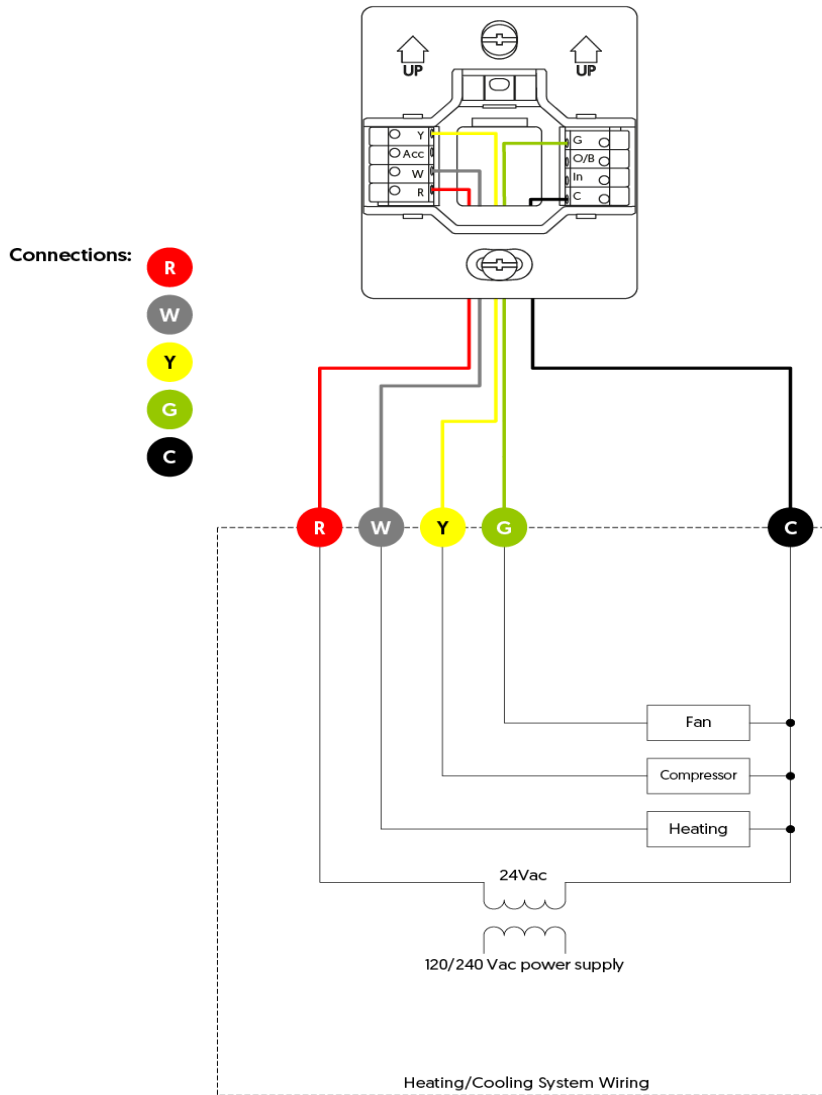 UP UP
Y G
Acc O/B
W In
R C
Connections:
R
W
Y
G
C
R W Y G C
Fan
Compressor
Heating
24Vac
120/240 Vac power supply
Heating/Cooling System Wiring